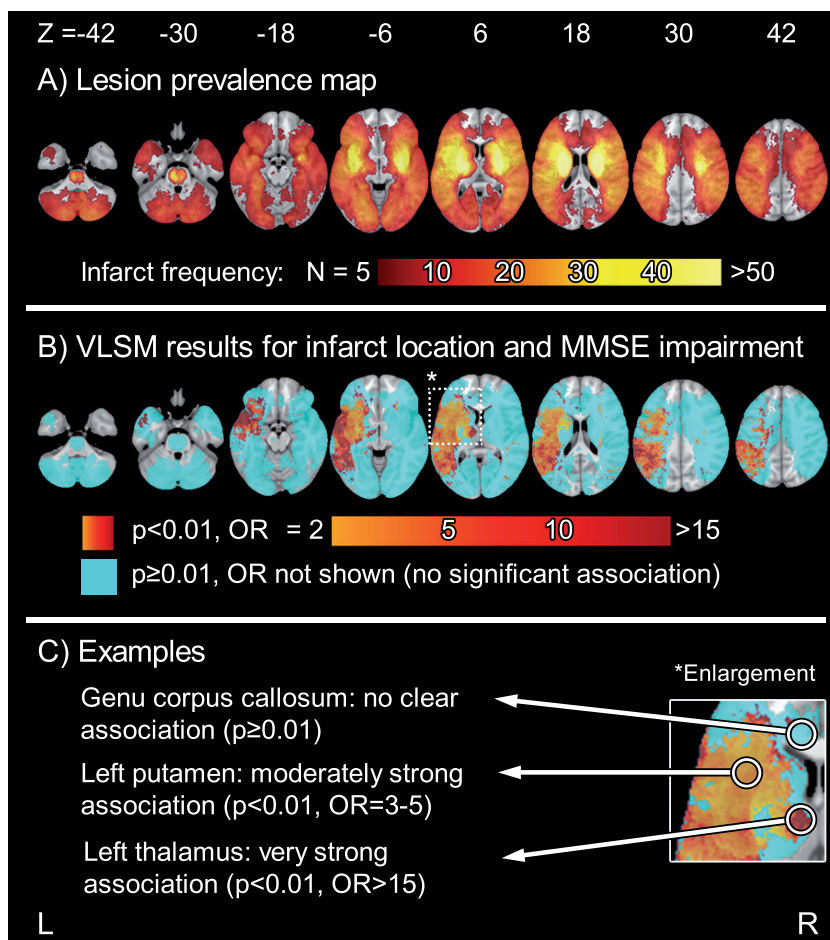 Z =-42 -30 -18 -6 6 18 30 42
A) Lesion prevalence map
Infarct frequency: N = 5 10 20 30 40 >50
B) VLSM results for infarct location and MMSE impairment
*
p<0.01, OR = 2 5 10 >15
p≥0.01, OR not shown (no significant association)
C) Examples
*Enlargement
Genu corpus callosum: no clear
association (p≥0.01)
Left putamen: moderately strong
association (p<0.01, OR=3-5)
Left thalamus: very strong
association (p<0.01, OR>15)
L R